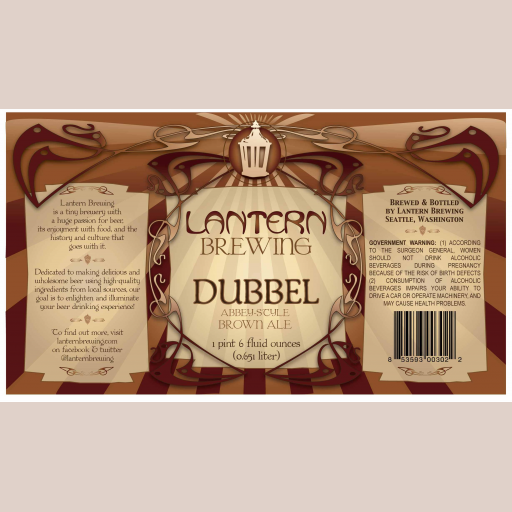 Lantern Brewing
is a tiny brewery with
a huge passion for beer,
its enjoyment with food, and the
history and culture that
goes with it.
Dedicated to making delicious and
wholesome beer using high-quality
ingredients from local sources, our
goal is to enlighten and illuminate
your beer drinking experience!
To find out more, visit
lanternbrewing.com
on facebook & twitter
@lanternbrewing
LANTERN
BREWING
DUBBEL
ABBEY-STYLE
BROWN ALE
1 pint 6 fluid ounces
(0.651 liter)
BREWED & BOTTLED
BY LANTERN BREWING
SEATTLE, WASHINGTON
GOVERNMENT WARNING: (1) ACCORDING
TO THE SURGEON GENERAL, WOMEN
SHOULD NOT DRINK ALCOHOLIC
BEVERAGES DURING PREGNANCY
BECAUSE OF THE RISK OF BIRTH DEFECTS
(2) CONSUMPTION OF ALCOHOLIC
BEVERAGES IMPAIRS YOUR ABILITY TO
DRIVE A CAR OR OPERATE MACHINERY, AND
MAY CAUSE HEALTH PROBLEMS
8 53593 00302 2